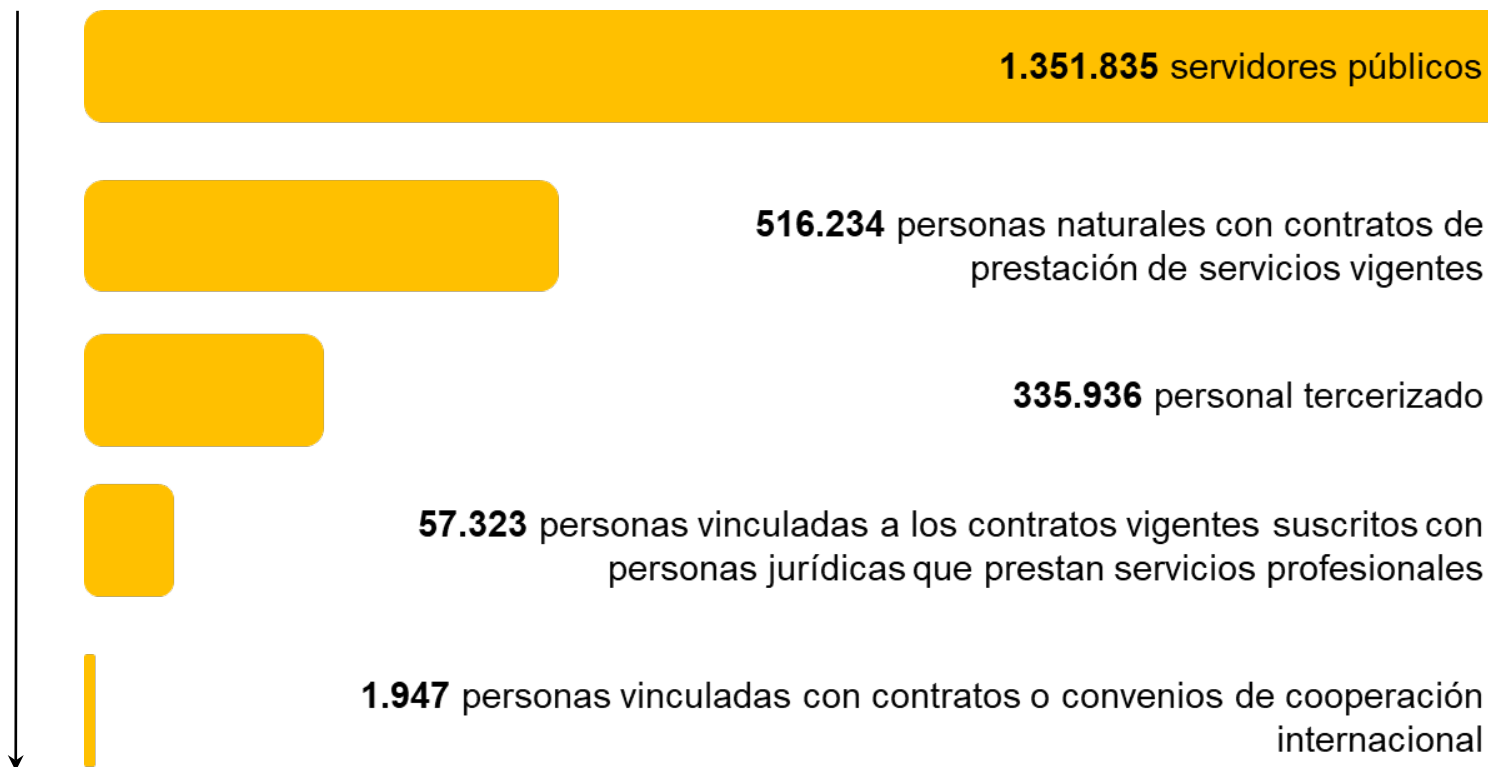 1.351.835 servidores públicos
516.234 personas naturales con contratos de
prestación de servicios vigentes
335.936 personal tercerizado
57.323 personas vinculadas a los contratos vigentes suscritos con
personas jurídicas que prestan servicios profesionales
1.947 personas vinculadas con contratos o convenios de cooperación
internacional